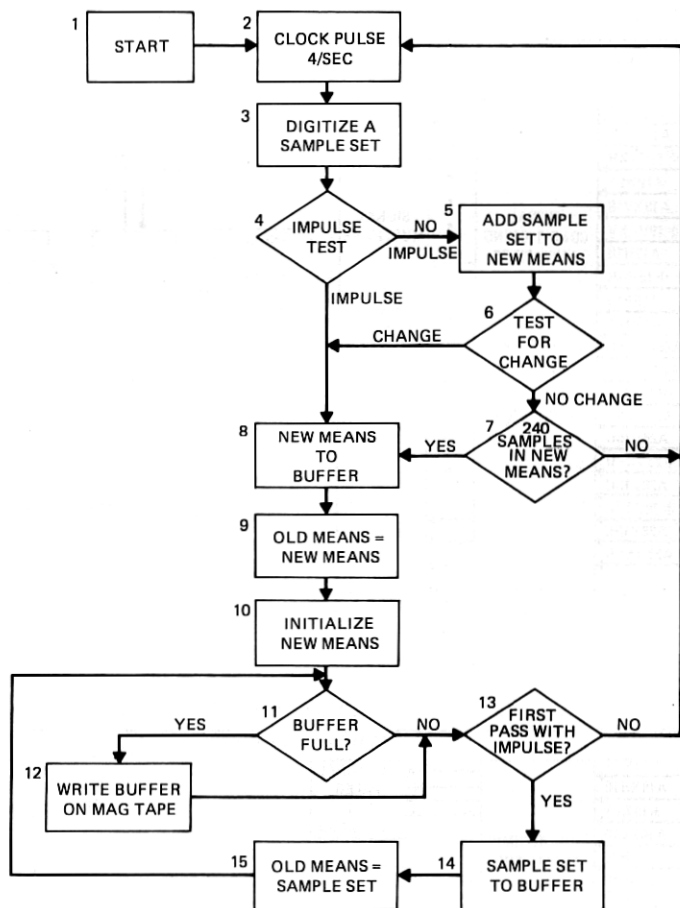 1
START
2
CLOCK PULSE
4/SEC
3
DIGITIZE A
SAMPLE SET
4
IMPULSE
TEST
NO
IMPULSE
5
ADD SAMPLE
SET TO
NEW MEANS
IMPULSE
6
TEST
FOR
CHANGE
CHANGE
NO CHANGE
7
240
SAMPLES
IN NEW
MEANS?
YES
NO
8
NEW MEANS
TO
BUFFER
9
OLD MEANS =
NEW MEANS
10
INITIALIZE
NEW MEANS
11
BUFFER
FULL?
YES
NO
12
WRITE BUFFER
ON MAG TAPE
13
FIRST
PASS WITH
IMPULSE?
NO
YES
14
SAMPLE SET
TO BUFFER
15
OLD MEANS =
SAMPLE SET